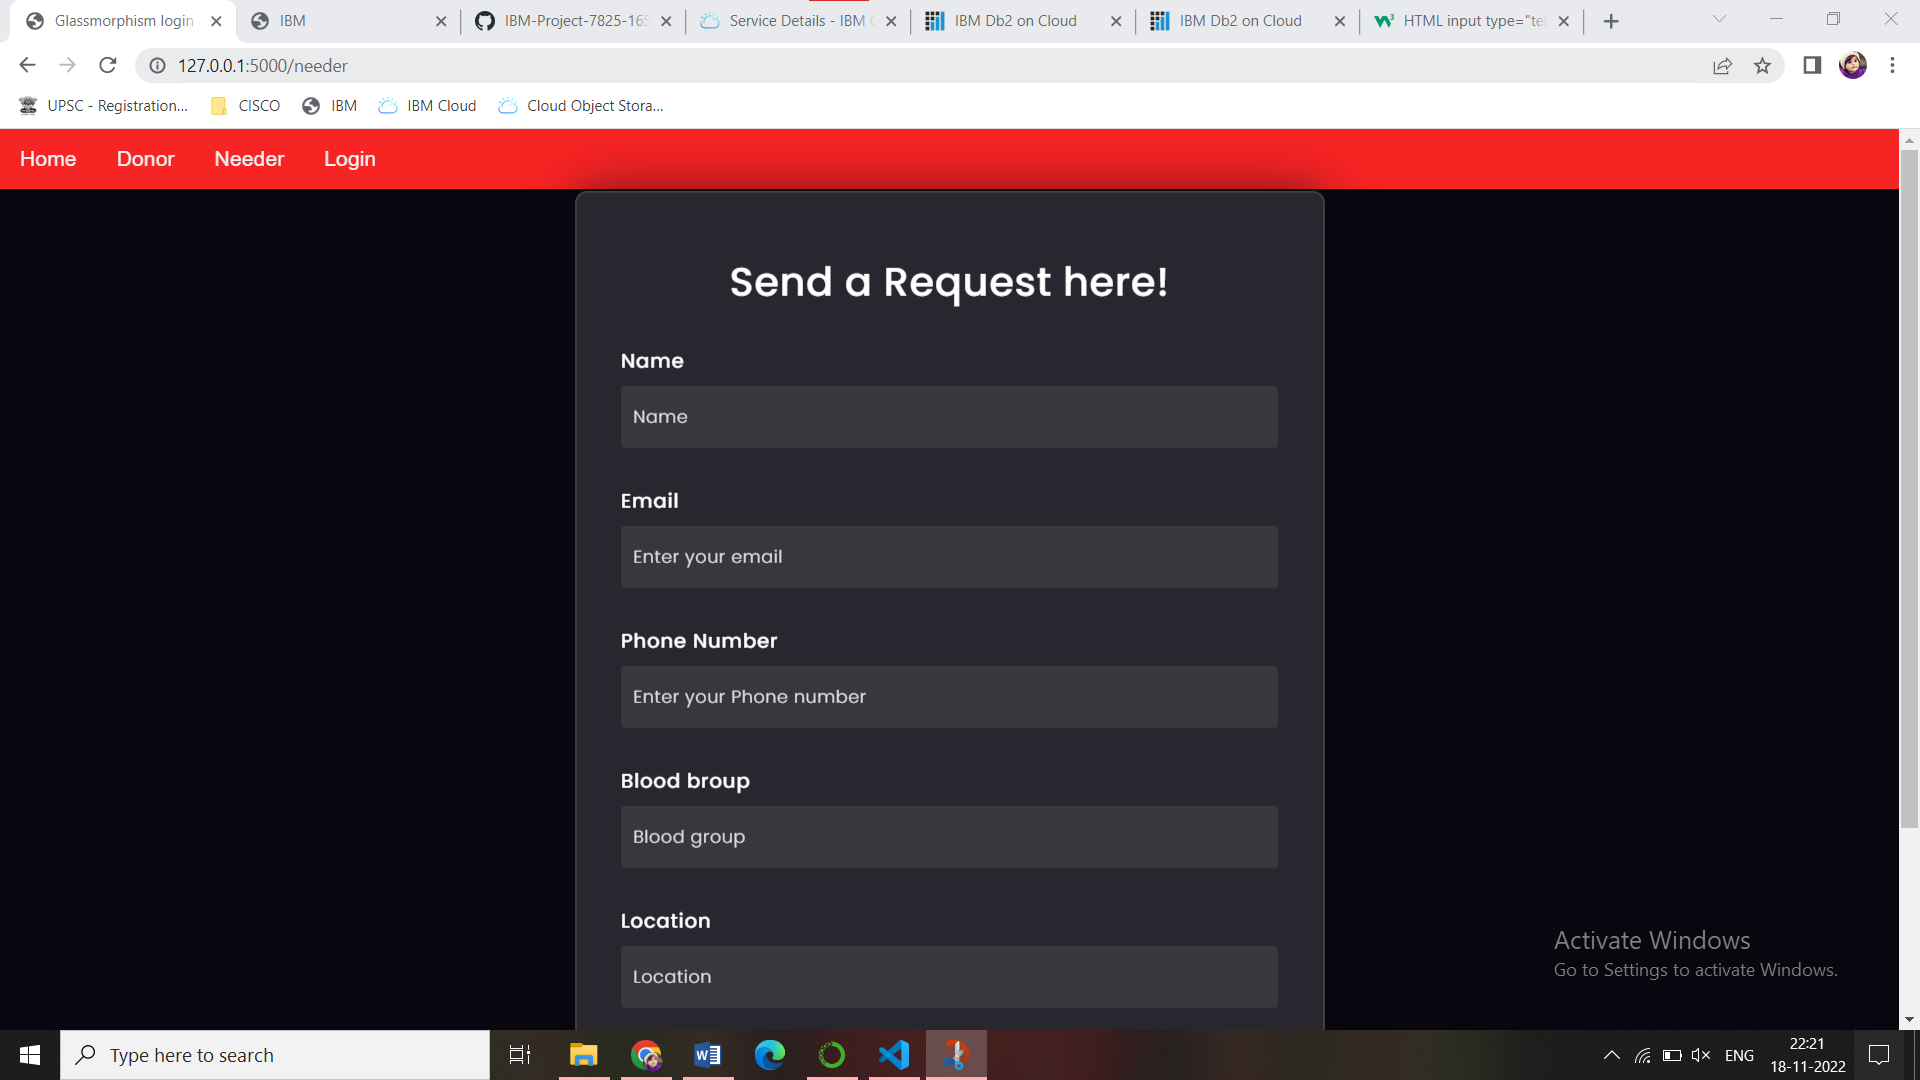 Glassmorphism login
IBM
IBM-Project-7825-165
Service Details - IBM
IBM Db2 on Cloud
IBM Db2 on Cloud
HTML input type="tel
127.0.0.1:5000/needer
UPSC - Registration...
CISCO
IBM
IBM Cloud
Cloud Object Stora...
Home
Donor
Needer
Login
Send a Request here!
Name
Name
Email
Enter your email
Phone Number
Enter your Phone number
Blood broup
Blood group
Location
Location
Activate Windows
Go to Settings to activate Windows.
Type here to search
ENG
22:21
18-11-2022